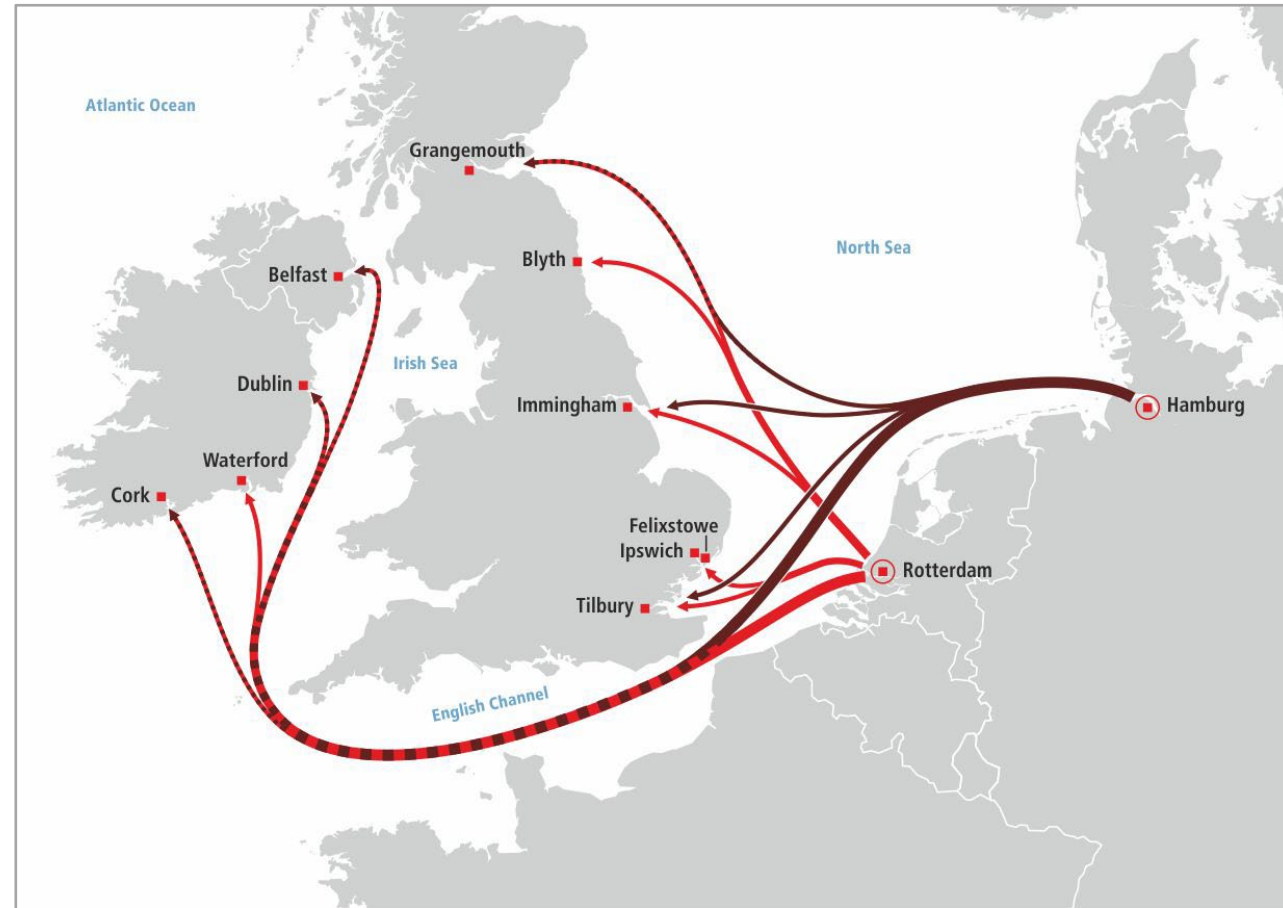 Atlantic Ocean
Grangemouth
North Sea
Blyth
Belfast
Irish Sea
Dublin
Immingham
Hamburg
Waterford
Cork
Felixstowe
Ipswich
Rotterdam
Tilbury
English Channel